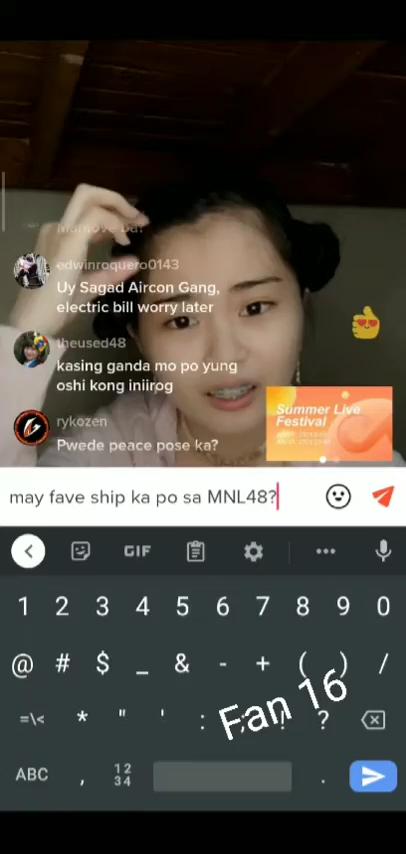 edwinroquero0143
Uy Sagad Aircon Gang,
electric bill worry later
theused48
kasing ganda mo po yung
oshi kong iniirog
rykozen
Pwede peace pose ka?
Summer Live
Festival
may fave ship ka po sa MNL48?
GIF
1 2 3 4 5 6 7 8 9 0
@ # $ _ & - + ( ) /
=\< * " ' : ; ! ?
Fan 16
ABC , 12 34 .